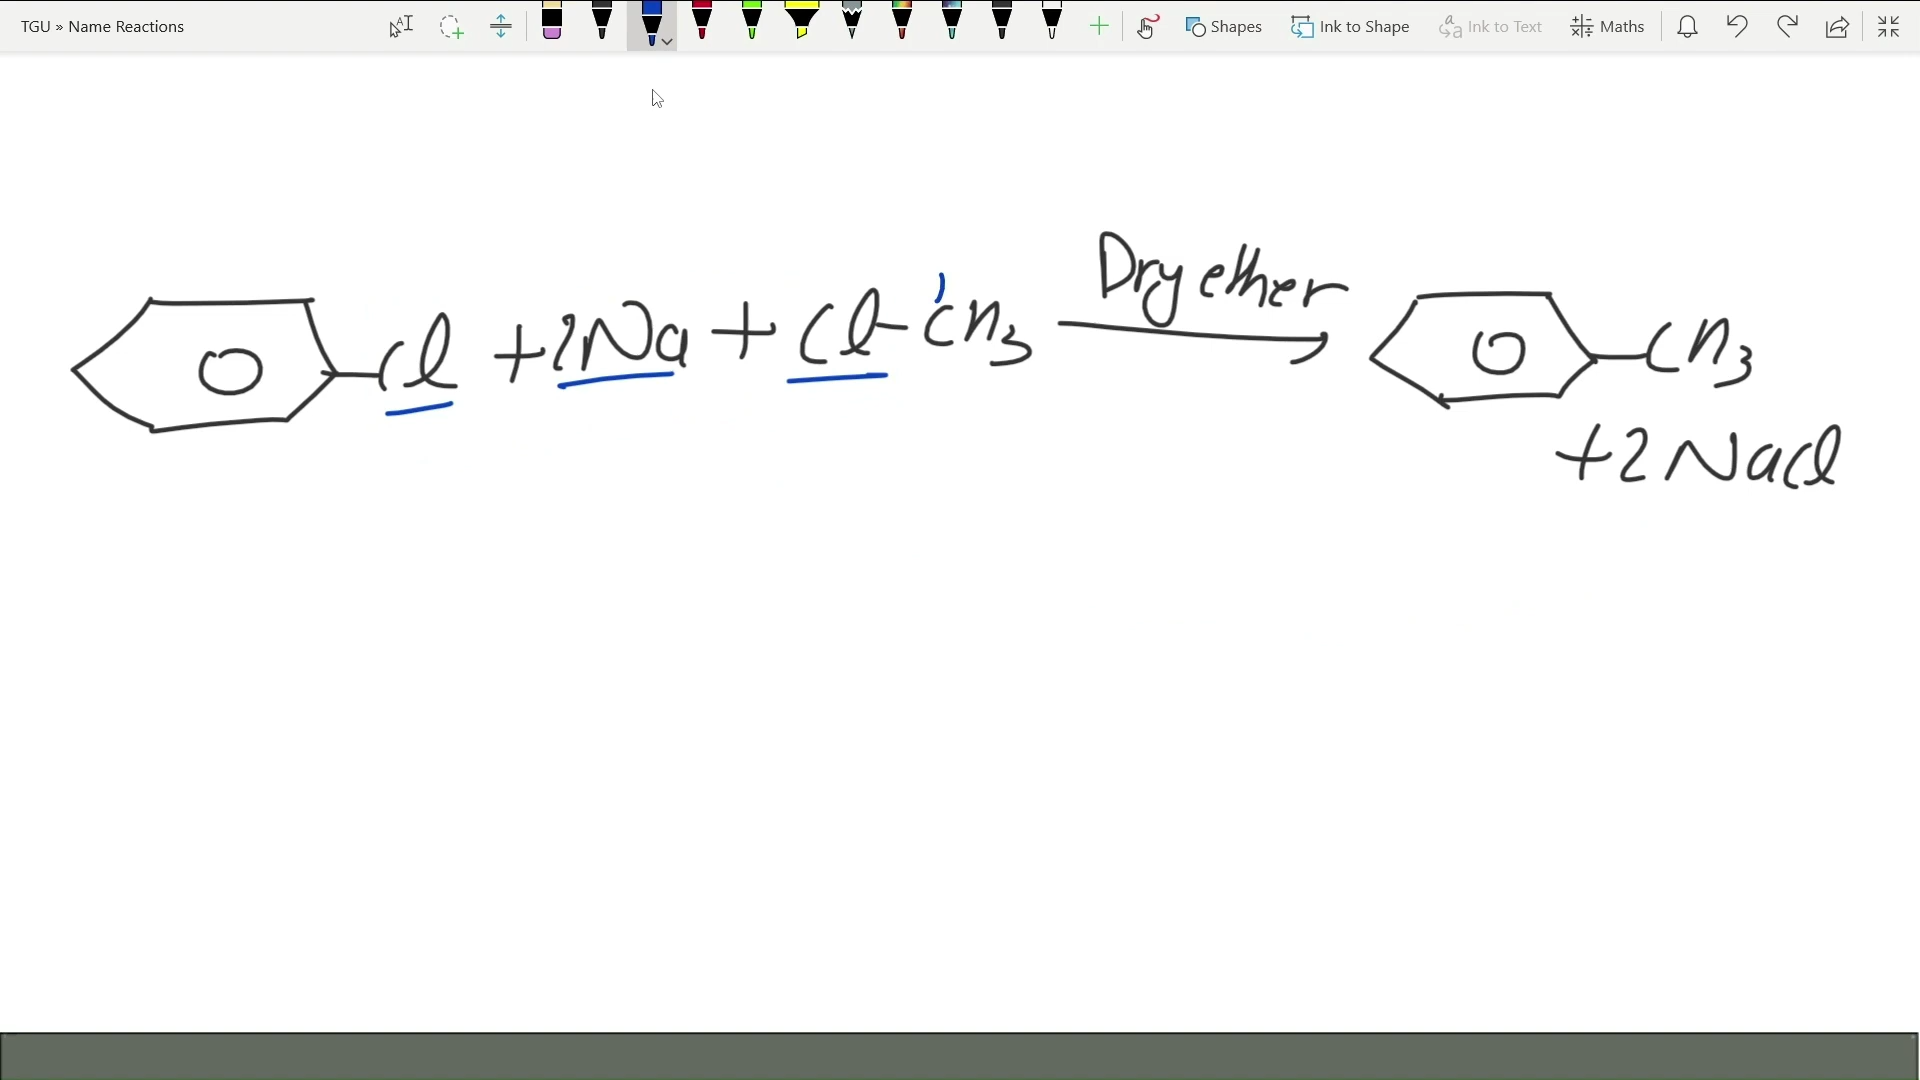 TGU » Name Reactions Shapes Ink to Shape Ink to Text Maths
Dry ether
Cl +2Na + Cl-CH3 CH3
+2NaCl